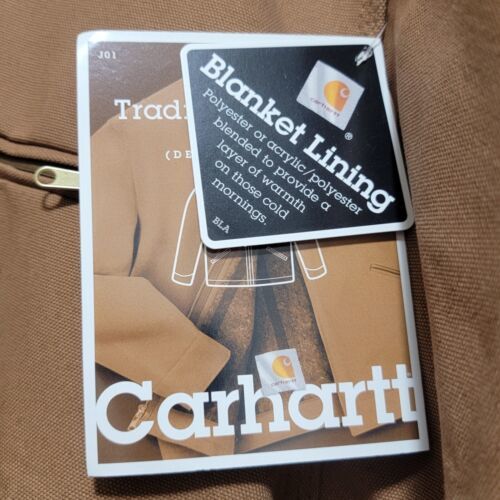 J01
Tradi
(DE
Blanket Lining
Polyester or acrylic/polyester
blended to provide a
layer of warmth
on those cold
mornings.
BLA
carhartt
®
carhartt
Carhartt